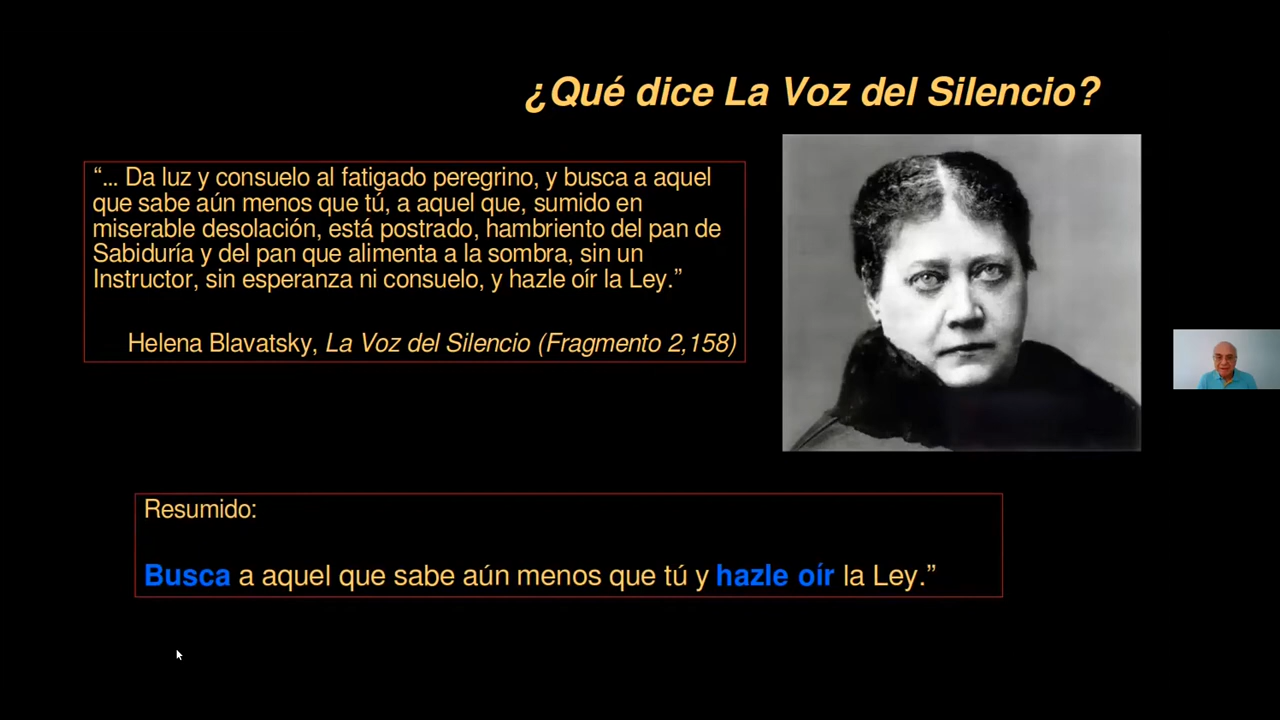 ¿Qué dice La Voz del Silencio?
“... Da luz y consuelo al fatigado peregrino, y busca a aquel
que sabe aún menos que tú, a aquel que, sumido en
miserable desolación, está postrado, hambriento del pan de
Sabiduría y del pan que alimenta a la sombra, sin un
Instructor, sin esperanza ni consuelo, y hazle oír la Ley.”
Helena Blavatsky, La Voz del Silencio (Fragmento 2,158)
Resumido:
Busca a aquel que sabe aún menos que tú y hazle oír la Ley.”